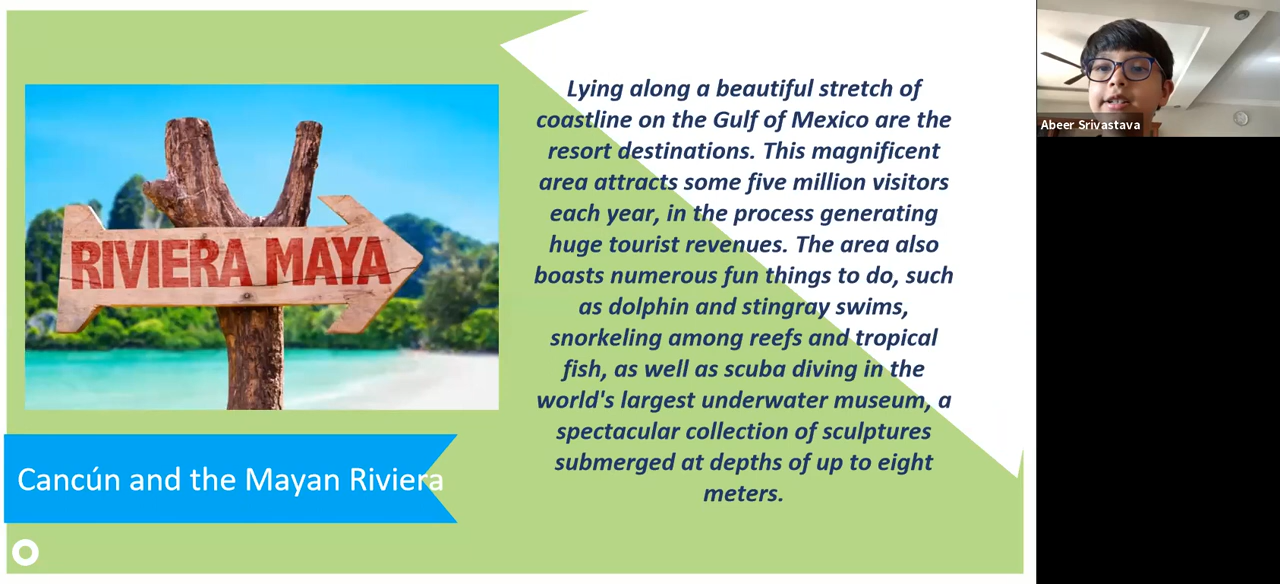 RIVIERA MAYA
Cancún and the Mayan Riviera
Lying along a beautiful stretch of
coastline on the Gulf of Mexico are the
resort destinations. This magnificent
area attracts some five million visitors
each year, in the process generating
huge tourist revenues. The area also
boasts numerous fun things to do, such
as dolphin and stingray swims,
snorkeling among reefs and tropical
fish, as well as scuba diving in the
world's largest underwater museum, a
spectacular collection of sculptures
submerged at depths of up to eight
meters.
Abeer Srivastava